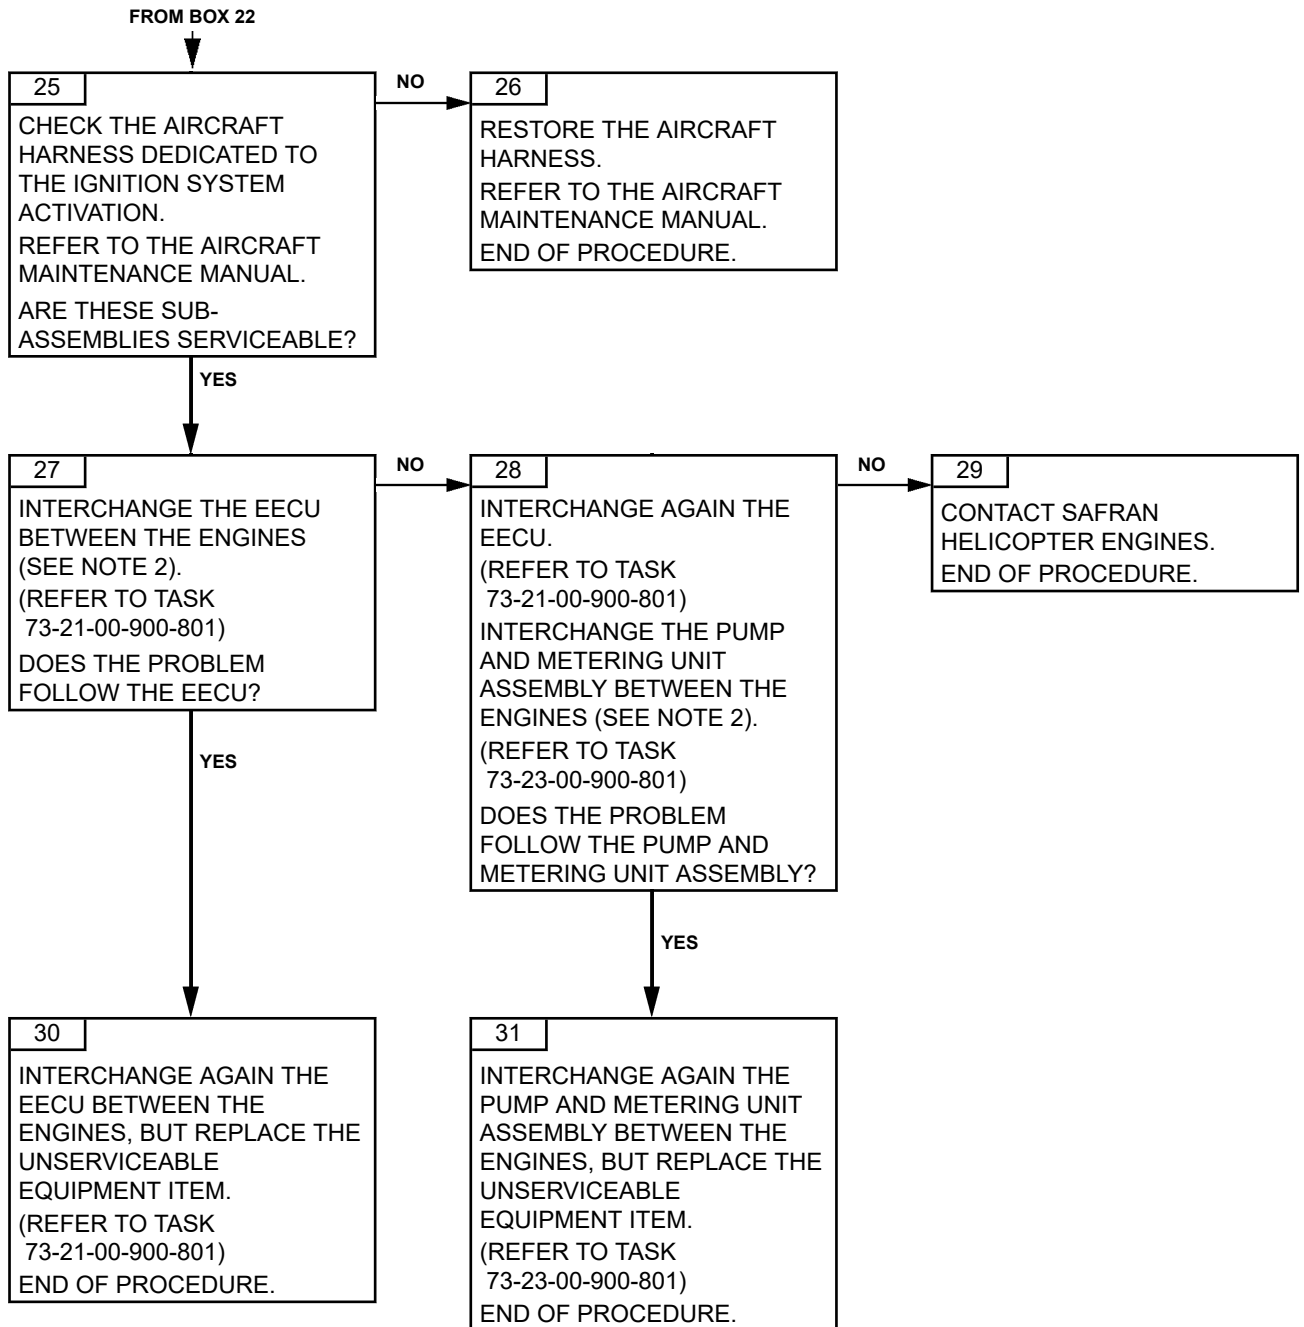 FROM BOX 22
25
CHECK THE AIRCRAFT
HARNESS DEDICATED TO
THE IGNITION SYSTEM
ACTIVATION.
REFER TO THE AIRCRAFT
MAINTENANCE MANUAL.
ARE THESE SUB-
ASSEMBLIES SERVICEABLE?
NO
26
RESTORE THE AIRCRAFT
HARNESS.
REFER TO THE AIRCRAFT
MAINTENANCE MANUAL.
END OF PROCEDURE.
YES
27
INTERCHANGE THE EECU
BETWEEN THE ENGINES
(SEE NOTE 2).
(REFER TO TASK
73-21-00-900-801)
DOES THE PROBLEM
FOLLOW THE EECU?
NO
28
INTERCHANGE AGAIN THE
EECU.
(REFER TO TASK
73-21-00-900-801)
INTERCHANGE THE PUMP
AND METERING UNIT
ASSEMBLY BETWEEN THE
ENGINES (SEE NOTE 2).
(REFER TO TASK
73-23-00-900-801)
DOES THE PROBLEM
FOLLOW THE PUMP AND
METERING UNIT ASSEMBLY?
NO
29
CONTACT SAFRAN
HELICOPTER ENGINES.
END OF PROCEDURE.
YES
YES
30
INTERCHANGE AGAIN THE
EECU BETWEEN THE
ENGINES, BUT REPLACE THE
UNSERVICEABLE
EQUIPMENT ITEM.
(REFER TO TASK
73-21-00-900-801)
END OF PROCEDURE.
31
INTERCHANGE AGAIN THE
PUMP AND METERING UNIT
ASSEMBLY BETWEEN THE
ENGINES, BUT REPLACE THE
UNSERVICEABLE
EQUIPMENT ITEM.
(REFER TO TASK
73-23-00-900-801)
END OF PROCEDURE.